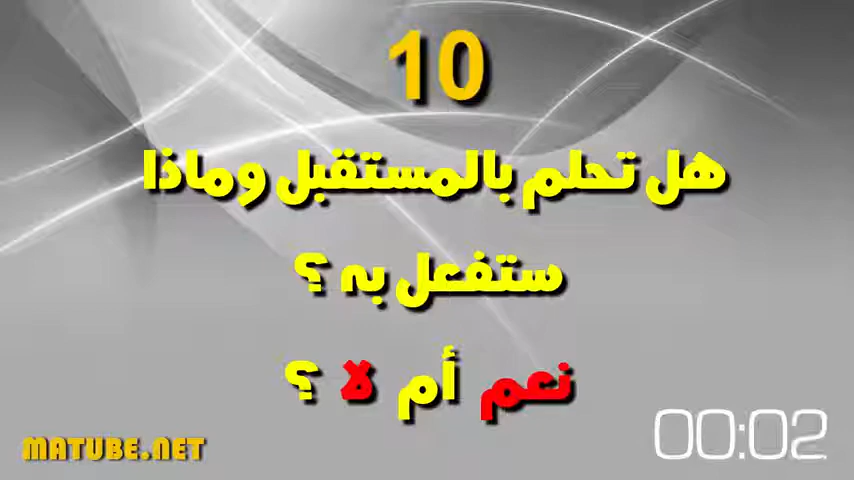 10
هل تحلم بالمستقبل وماذا
ستفعل به ؟
نعم أم لا ؟
MATUBE.NET
00:02